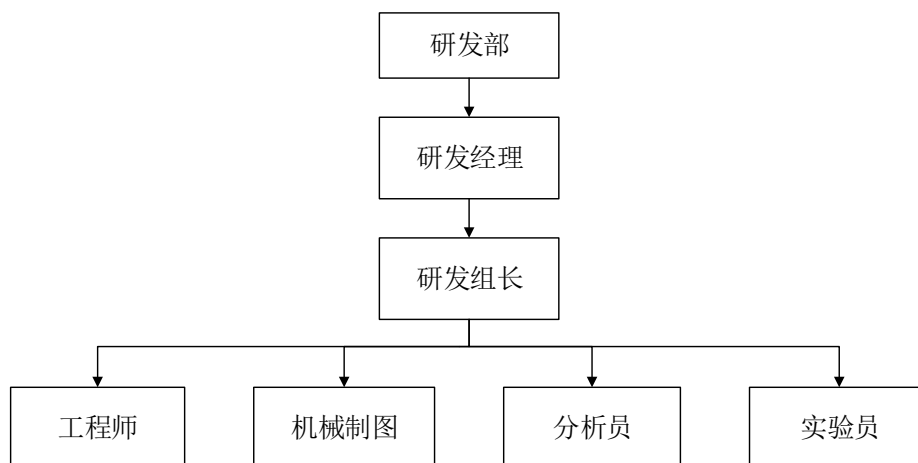 研发部
研发经理
研发组长
工程师
机械制图
分析员
实验员